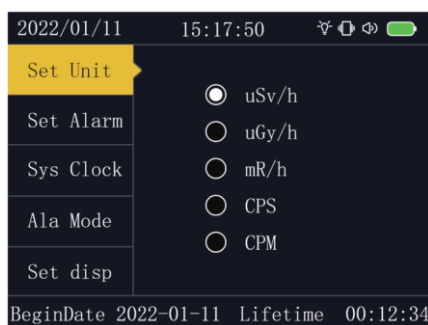 2022/01/11 15:17:50
Set Unit
uSv/h
Set Alarm
uGy/h
Sys Clock
mR/h
Ala Mode
CPS
CPM
Set disp
BeginDate 2022-01-11 Lifetime 00:12:34